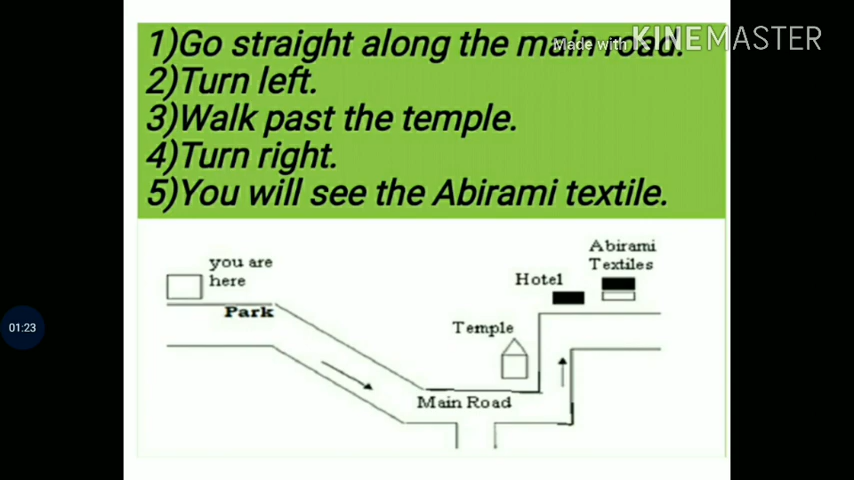 1)Go straight along the main road.
Made with KINEMASTER
2)Turn left.
3)Walk past the temple.
4)Turn right.
5)You will see the Abirami textile.
Abirami
Textiles
you are
here
Hotel
Park
Temple
01:23
Main Road